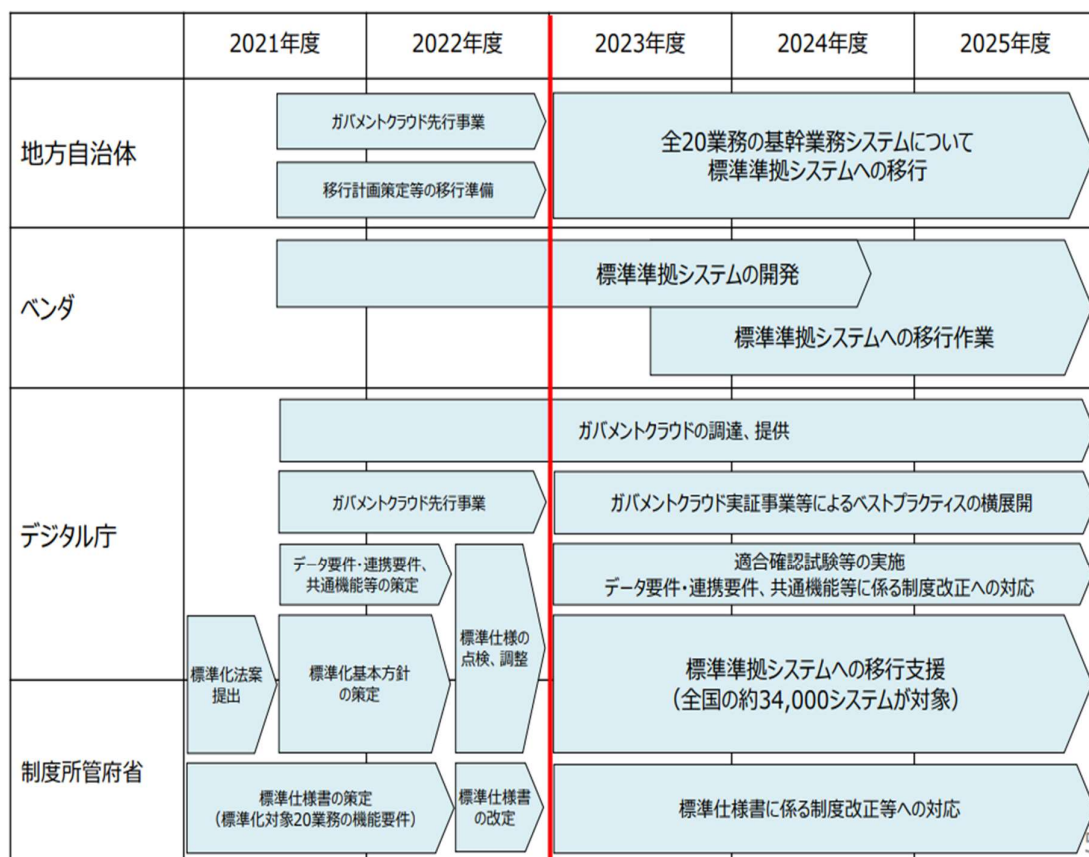 2021年度
2022年度
2023年度
2024年度
2025年度
地方自治体
ガバメントクラウド先行事業
移行計画策定等の移行準備
全20業務の基幹業務システムについて
標準準拠システムへの移行
ベンダ
標準準拠システムの開発
標準準拠システムへの移行作業
デジタル庁
ガバメントクラウドの調達、提供
ガバメントクラウド先行事業
ガバメントクラウド実証事業等によるベストプラクティスの横展開
データ要件・連携要件、
共通機能等の策定
標準仕様の
点検、調整
適合確認試験等の実施
データ要件・連携要件、共通機能等に係る制度改正への対応
標準化法案
提出
標準化基本方針
の策定
標準準拠システムへの移行支援
(全国の約34,000システムが対象)
制度所管府省
標準仕様書の策定
(標準化対象20業務の機能要件)
標準仕様書
の改定
標準仕様書に係る制度改正等への対応